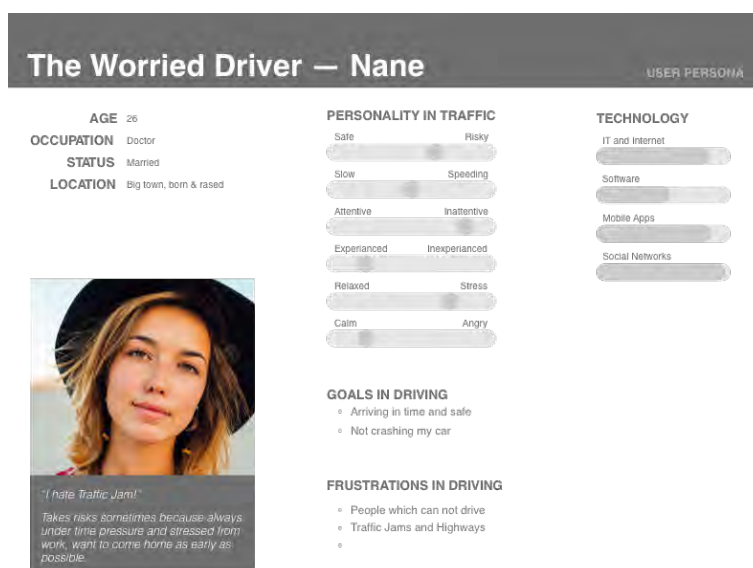 The Worried Driver — Nane
USER PERSONA
AGE 26
OCCUPATION Doctor
STATUS Married
LOCATION Big town, born & rased
"I hate Traffic Jam!"
Takes risks sometimes because always
under time pressure and stressed from
work, want to come home as early as
possible.
PERSONALITY IN TRAFFIC
Safe Risky
Slow Speeding
Attentive Inattentive
Experianced Inexperianced
Relaxed Stress
Calm Angry
GOALS IN DRIVING
Arriving in time and safe
Not crashing my car
FRUSTRATIONS IN DRIVING
People which can not drive
Traffic Jams and Highways
TECHNOLOGY
IT and Internet
Software
Mobile Apps
Social Networks